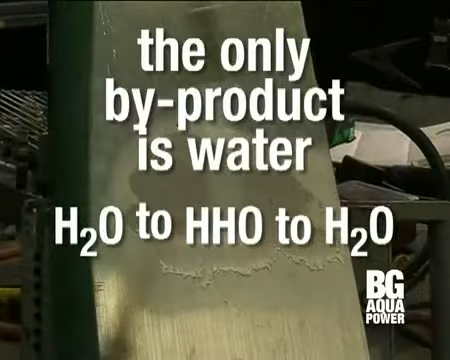 the only
by-product
is water
H₂O to HHO to H₂O
BG
AQUA
POWER